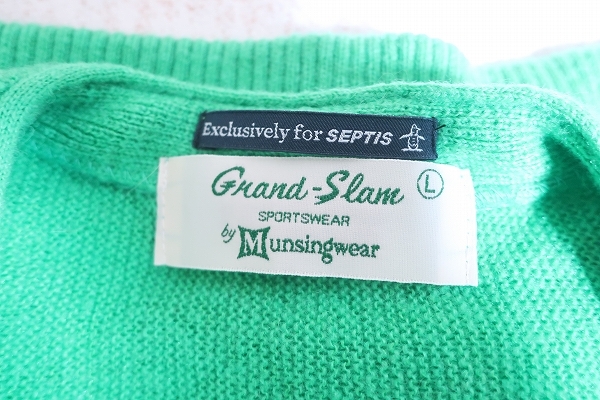 Exclusively for SEPTIS
Grand-Slam L
SPORTSWEAR
by Munsingwear